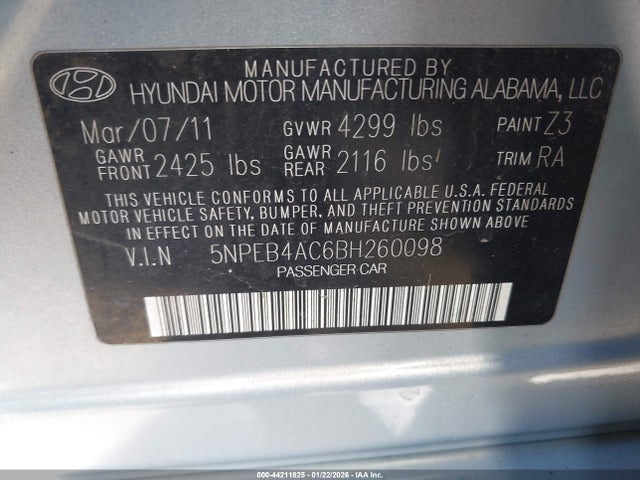 MANUFACTURED BY
HYUNDAI MOTOR MANUFACTURING ALABAMA, LLC
Mar/07/11 GVWR 4299 lbs PAINT Z3
GAWR FRONT 2425 lbs GAWR REAR 2116 lbs TRIM RA
THIS VEHICLE CONFORMS TO ALL APPLICABLE U.S.A. FEDERAL
MOTOR VEHICLE SAFETY, BUMPER, AND THEFT PREVENTION STANDARDS
IN EFFECT ON THE DATE OF MANUFACTURE SHOWN ABOVE.
V.I.N 5NPEB4AC6BH260098
PASSENGER CAR
000-44211825 - 01/22/2026 - IAAI.COM